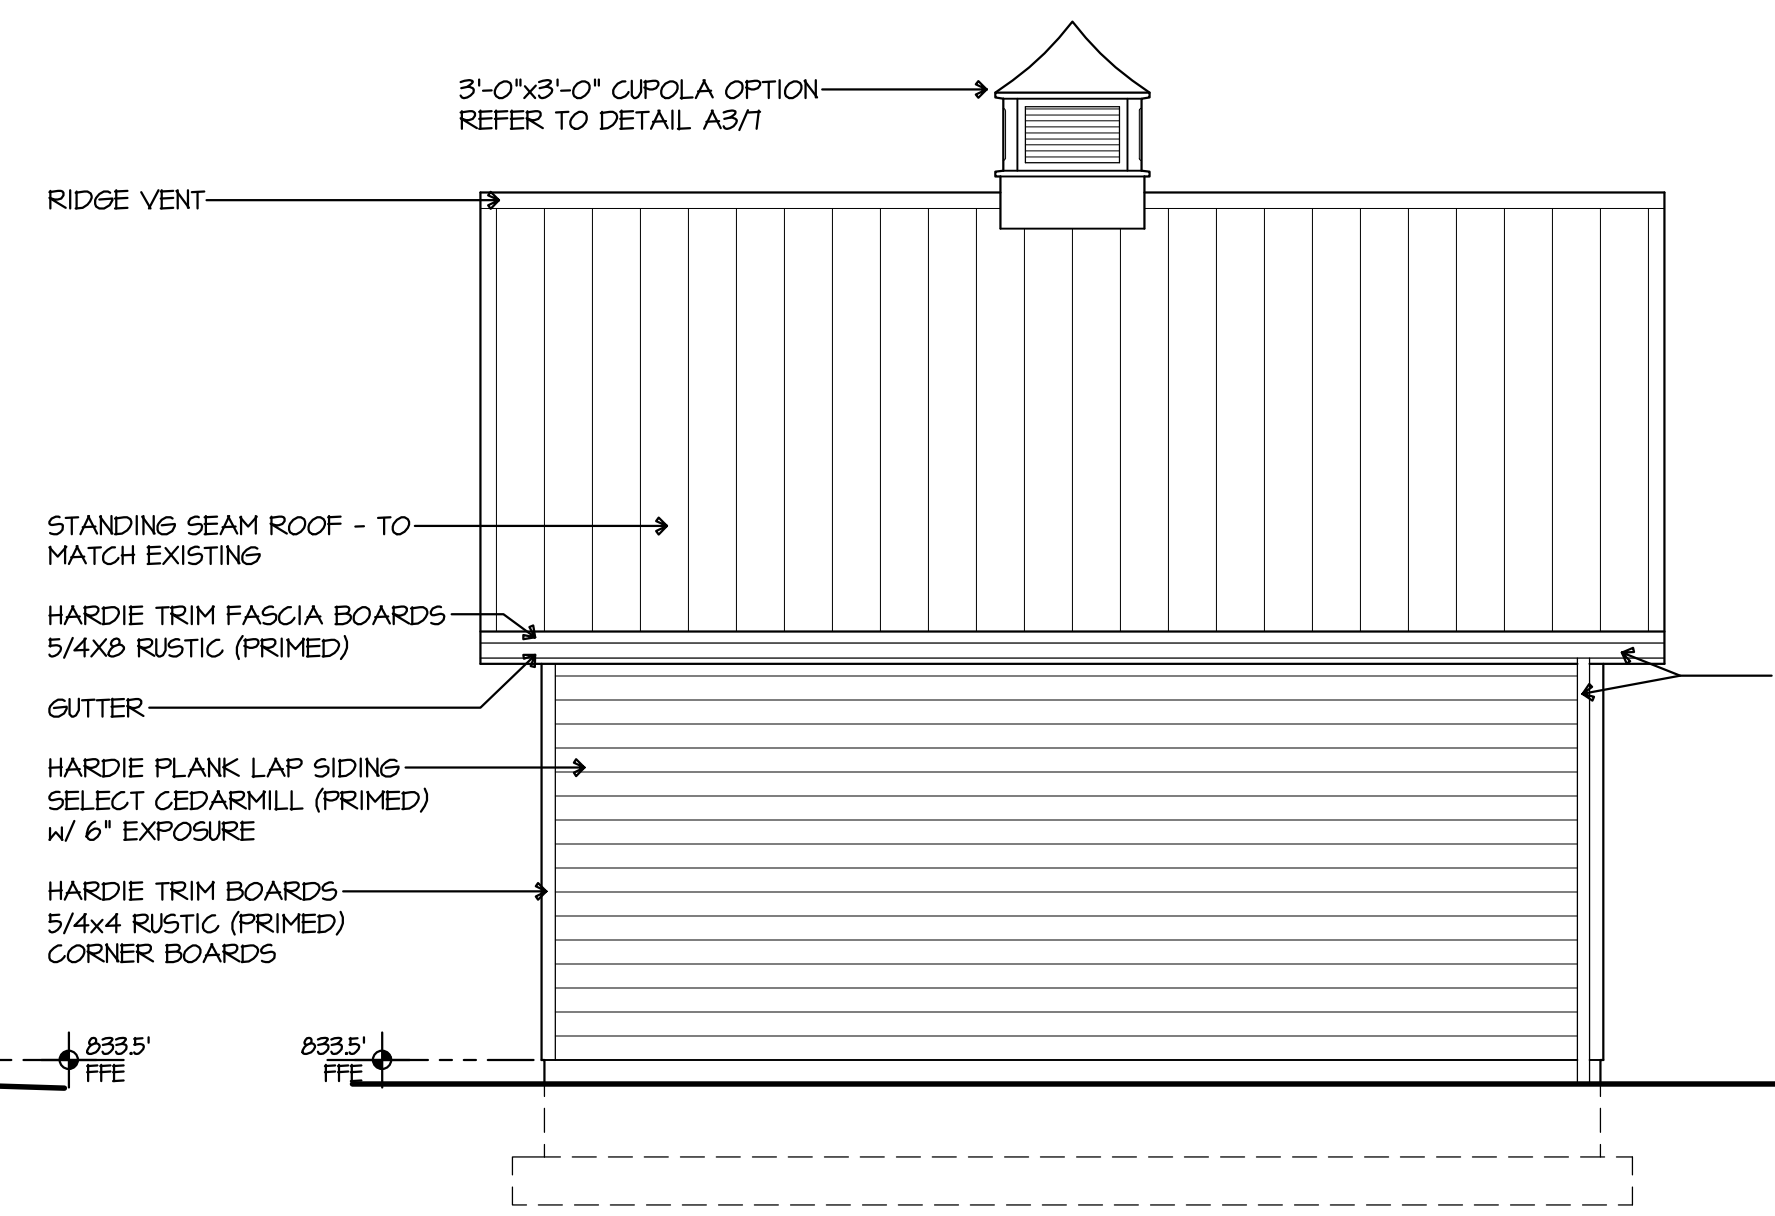 3'-0"x3'-0" CUPOLA OPTION
REFER TO DETAIL A3/7
RIDGE VENT
STANDING SEAM ROOF - TO
MATCH EXISTING
HARDIE TRIM FASCIA BOARDS
5/4X8 RUSTIC (PRIMED)
GUTTER
HARDIE PLANK LAP SIDING
SELECT CEDARMILL (PRIMED)
w/ 6" EXPOSURE
HARDIE TRIM BOARDS
5/4x4 RUSTIC (PRIMED)
CORNER BOARDS
833.5'
FFE
833.5'
FFE